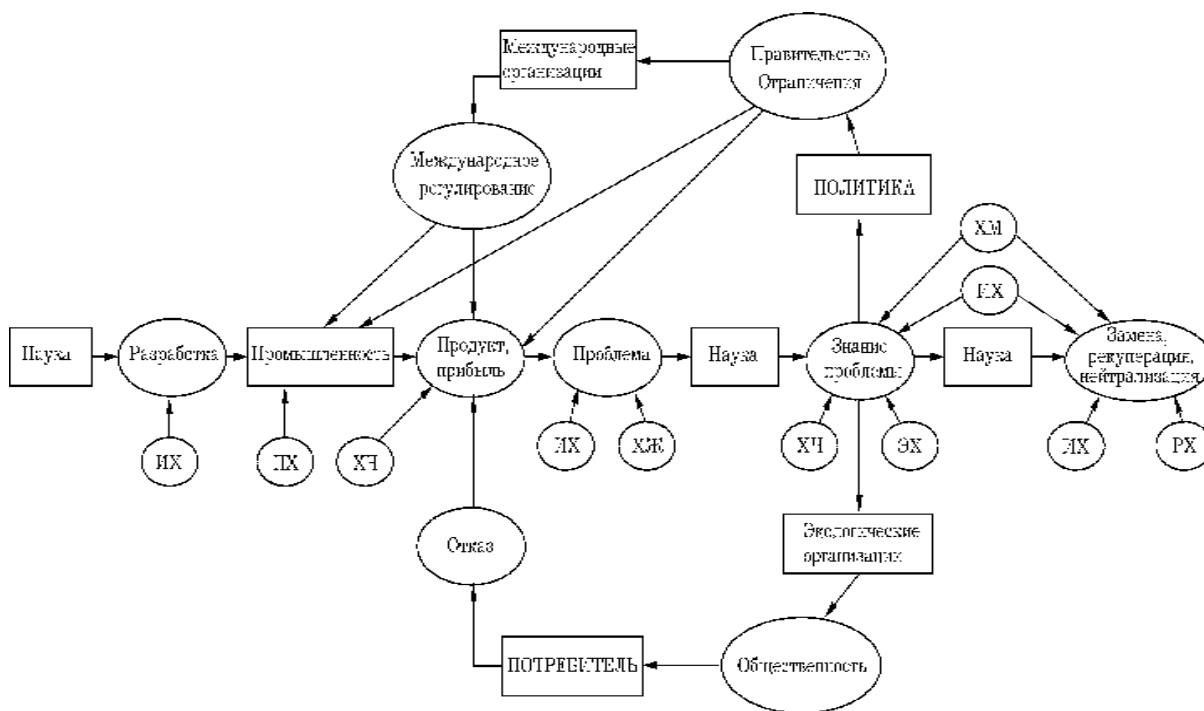 Международные
организации
Правительство
Ограничения
Международное
регулирование
ПОЛИТИКА
ХМ
ИХ
Наука
Разработка
Промышленность
Продукт,
прибыль
Проблема
Наука
Знание
проблемы
Наука
Замена,
рекуперация,
нейтрализация
ИХ
ХЧ
ИХ
ХЖ
ХЧ
ЭХ
ИХ
РХ
Отказ
Экологические
организации
ПОТРЕБИТЕЛЬ
Общественность